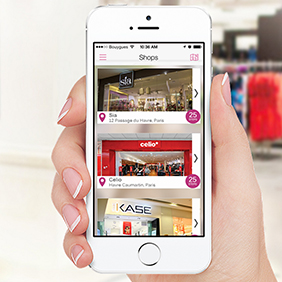 Bouygues 10:36 AM
Shops
sia
Sia
12 Passage du Havre, Paris
25
celio*
Celio
Havre Caumartin, Paris
25
KASE